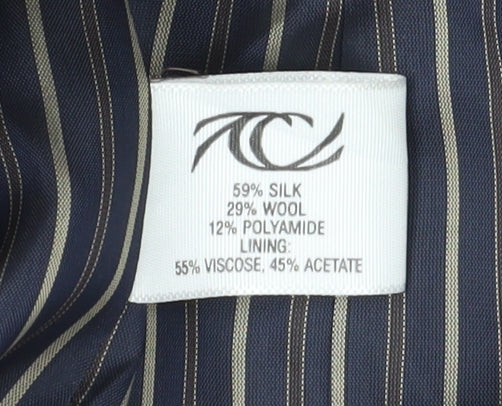 59% SILK
29% WOOL
12% POLYAMIDE
LINING:
55% VISCOSE, 45% ACETATE